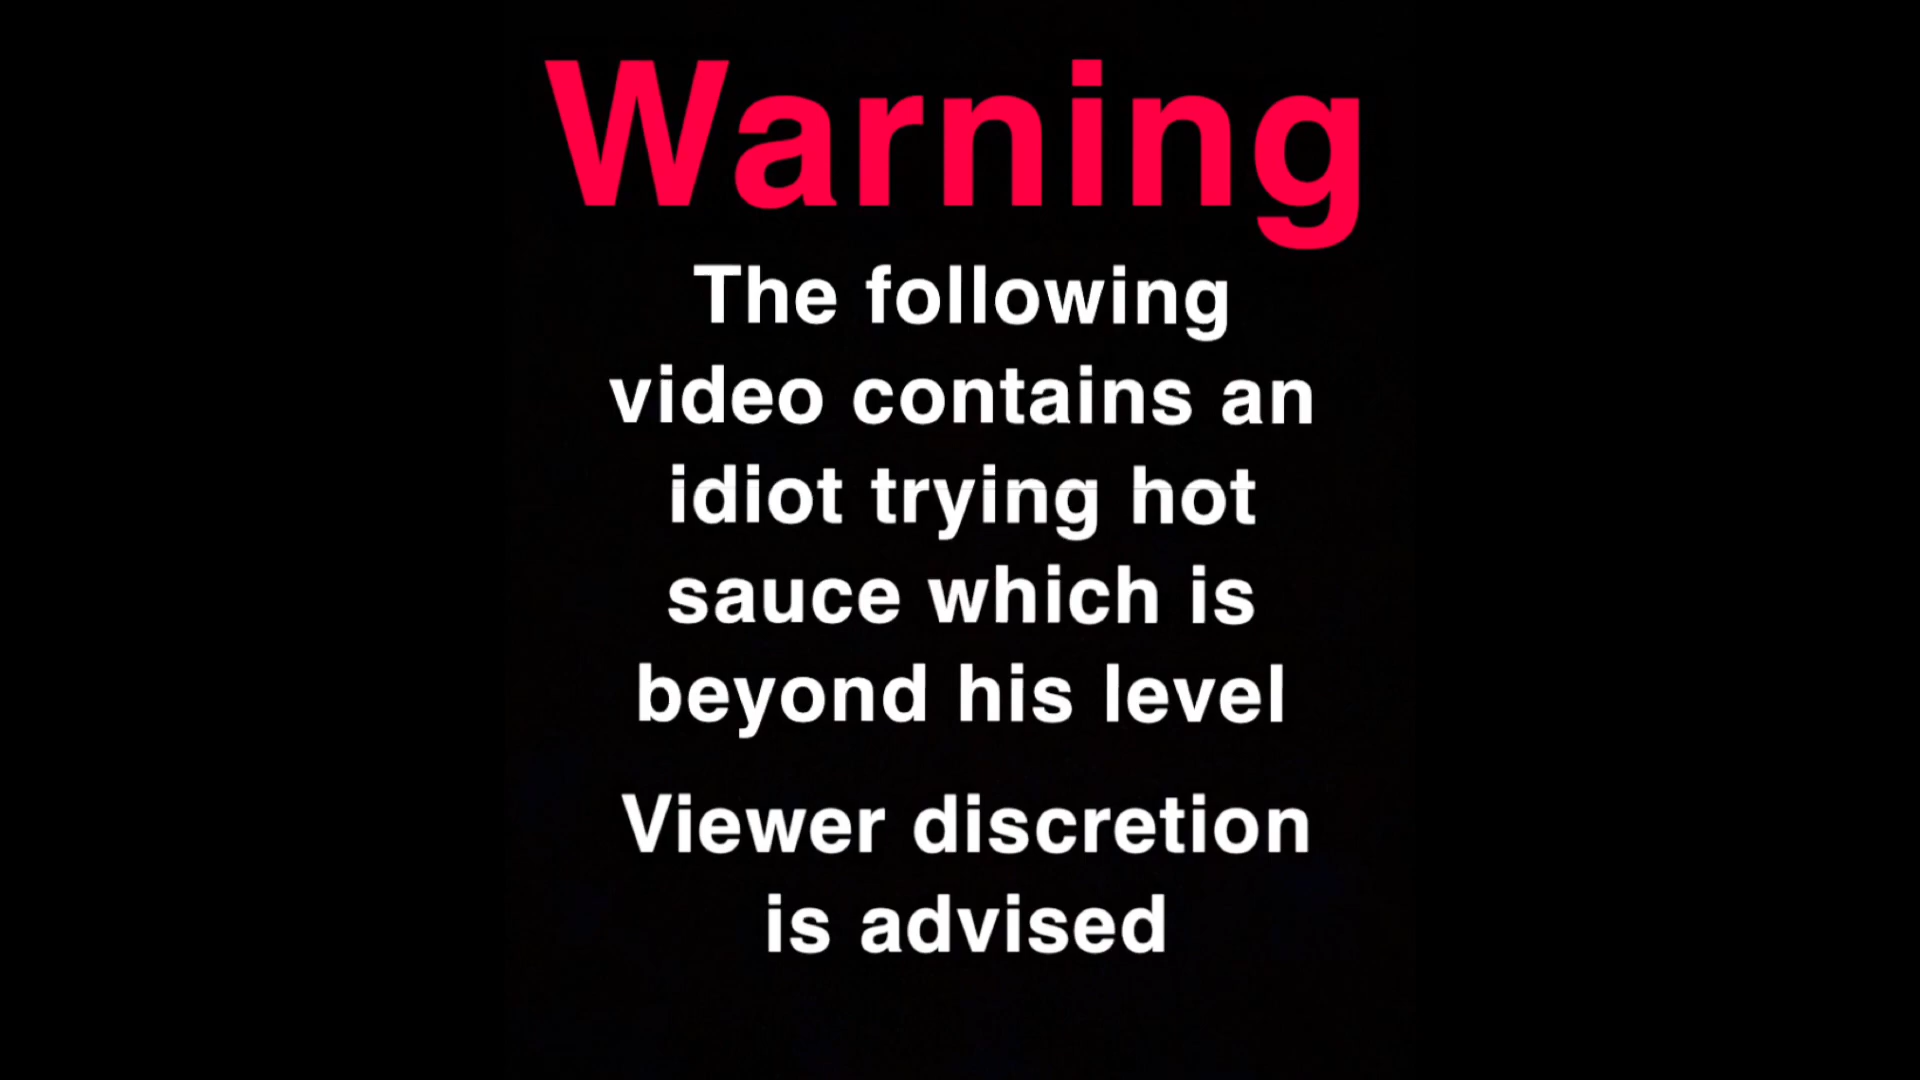 Warning
The following
video contains an
idiot trying hot
sauce which is
beyond his level
Viewer discretion
is advised